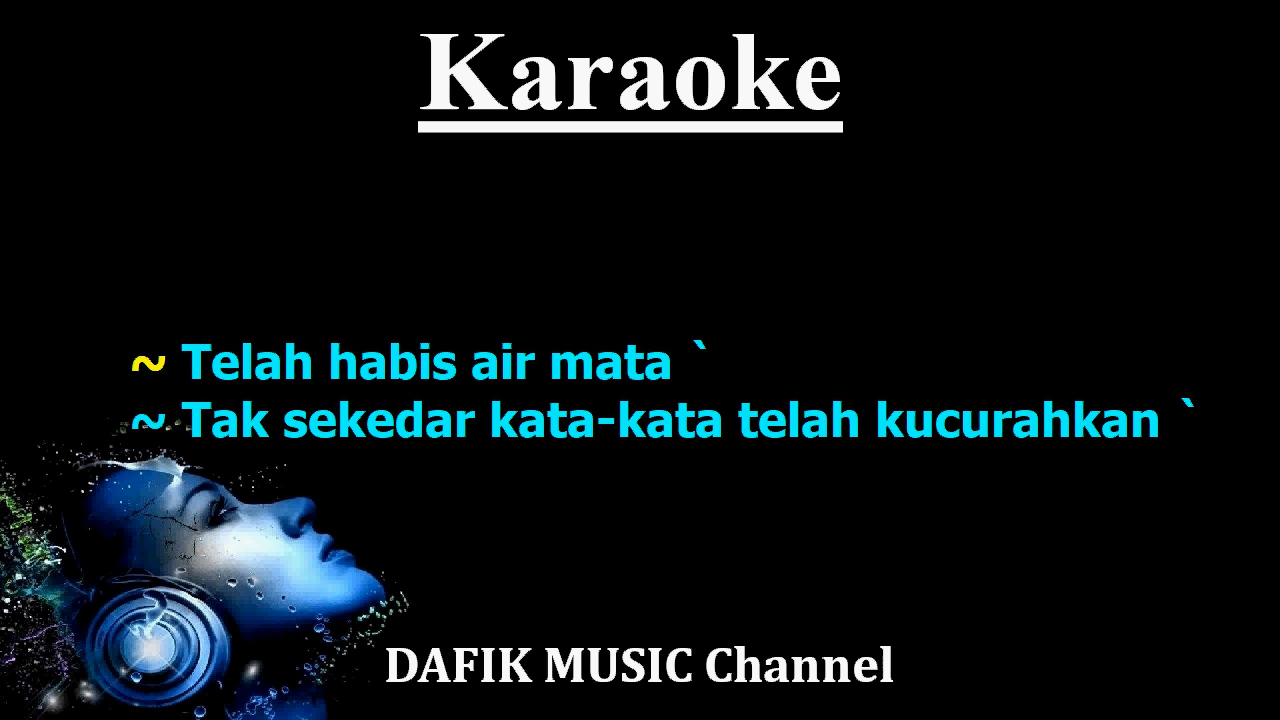 Karaoke
~ Telah habis air mata `
~ Tak sekedar kata-kata telah kucurahkan `
DAFIK MUSIC Channel